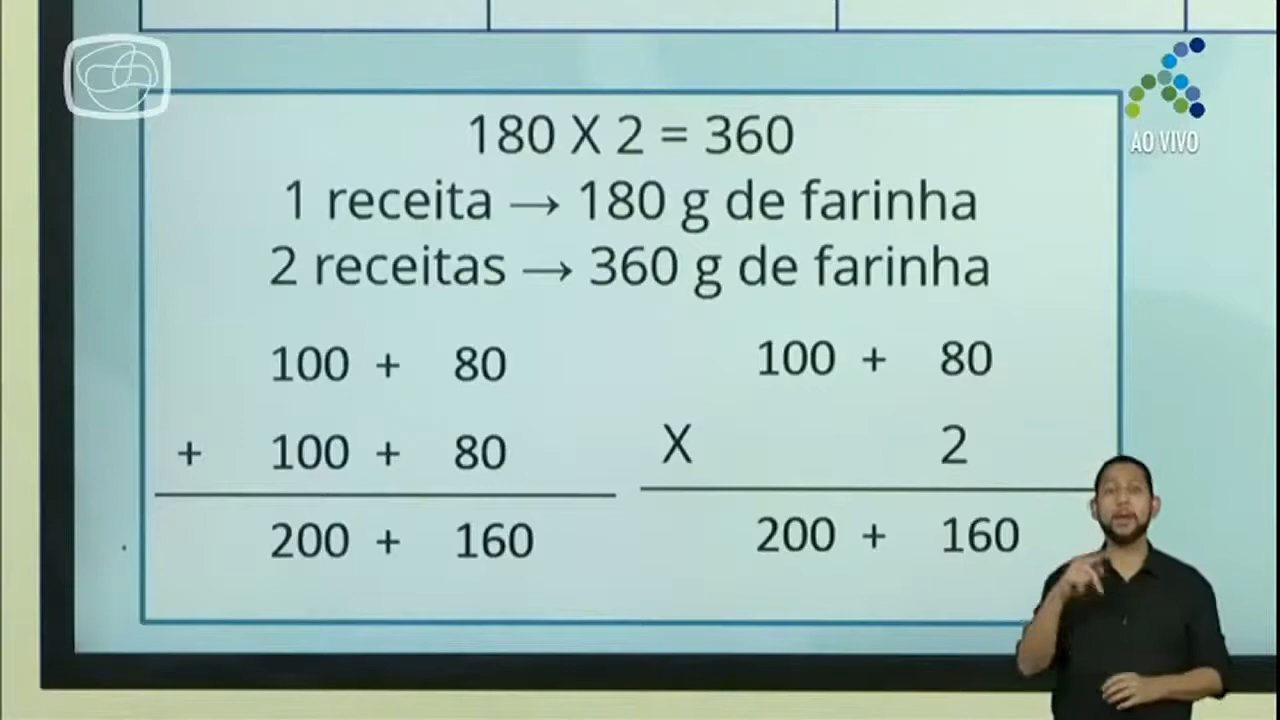 AO VIVO
180 X 2 = 360
1 receita → 180 g de farinha
2 receitas → 360 g de farinha
100 + 80
+ 100 + 80
200 + 160
100 + 80
X 2
200 + 160